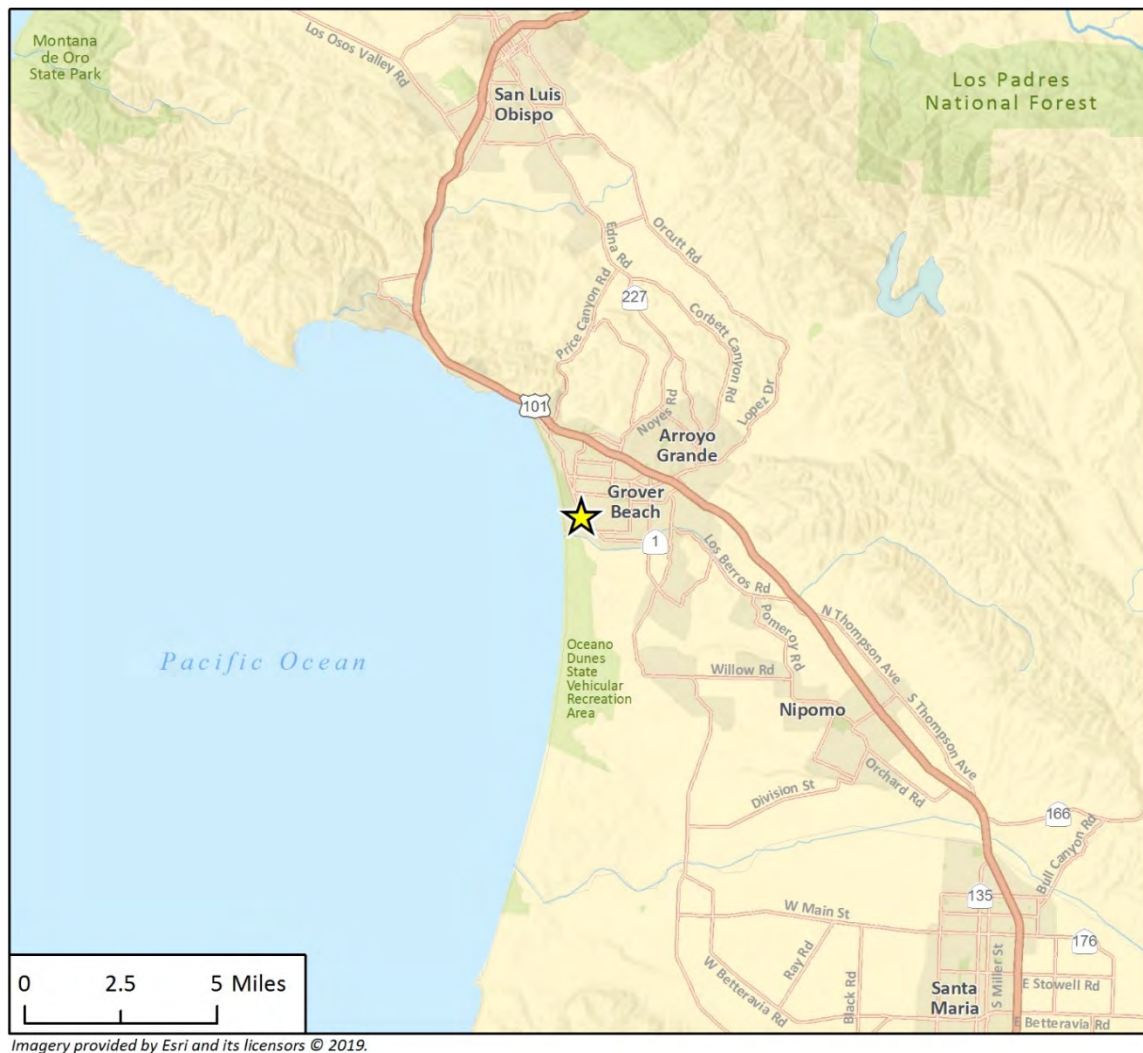 Montana
de Oro
State Park
Los Osos Valley Rd
San Luis
Obispo
Los Padres
National Forest
Edna Rd
Orcutt Rd
Price Canyon Rd
227
Corbett Canyon Rd
101
Noyes Rd
Lopez Dr
Arroyo
Grande
Grover
Beach
1
Los Berros Rd
Pomeroy Rd
N Thompson Ave
Pacific Ocean
Oceano
Dunes
State
Vehicular
Recreation
Area
Willow Rd
S Thompson Ave
Nipomo
Orchard Rd
Division St
166
Bull Canyon Rd
135
W Main St
176
Ray Rd
W Betteravia Rd
Black Rd
S Miller St
Santa
Maria
E Stowell Rd
E Betteravia Rd
0 2.5 5 Miles
Imagery provided by Esri and its licensors © 2019.